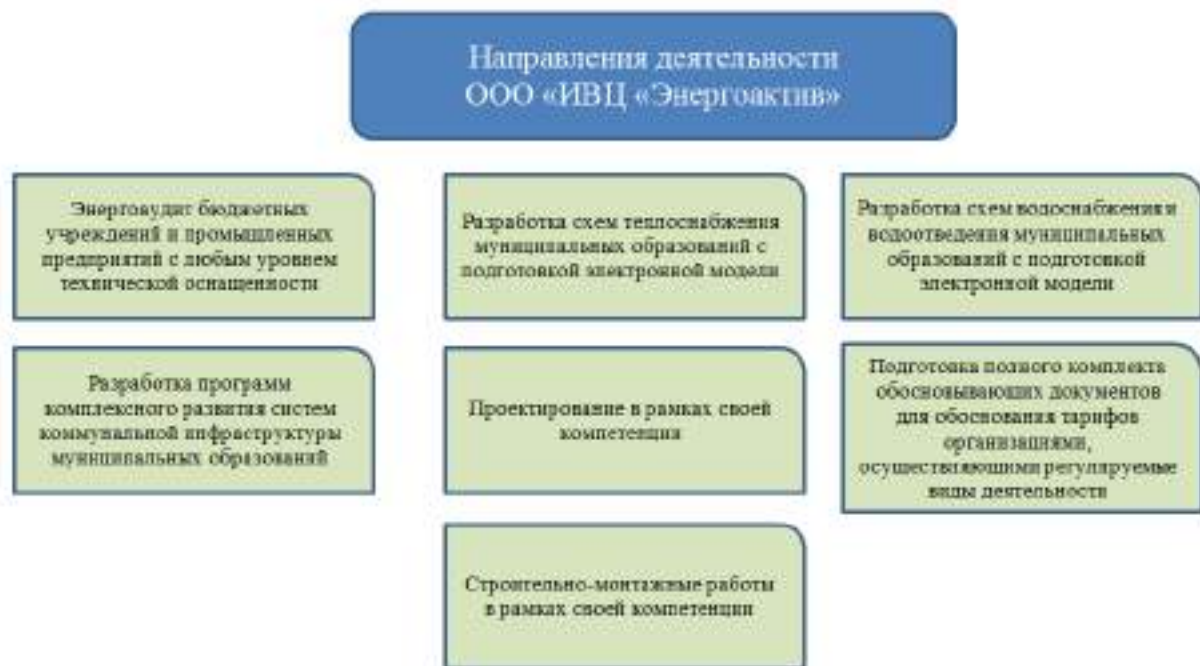 Направления деятельности
ООО «ИВЦ «Энергоактив»
Энергоаудит бюджетных
учреждений и промышленных
предприятий с любым уровнем
технической оснащенности
Разработка схем теплоснабжения
муниципальных образований с
подготовкой электронной модели
Разработка схем водоснабжения и
водоотведения муниципальных
образований с подготовкой
электронной модели
Разработка программ
комплексного развития систем
коммунальной инфраструктуры
муниципальных образований
Проектирование в рамках своей
компетенции
Подготовка полного комплекта
обосновывающих документов
для обоснования тарифов
организациями,
осуществляющими регулируемые
виды деятельности
Строительно-монтажные работы
в рамках своей компетенции